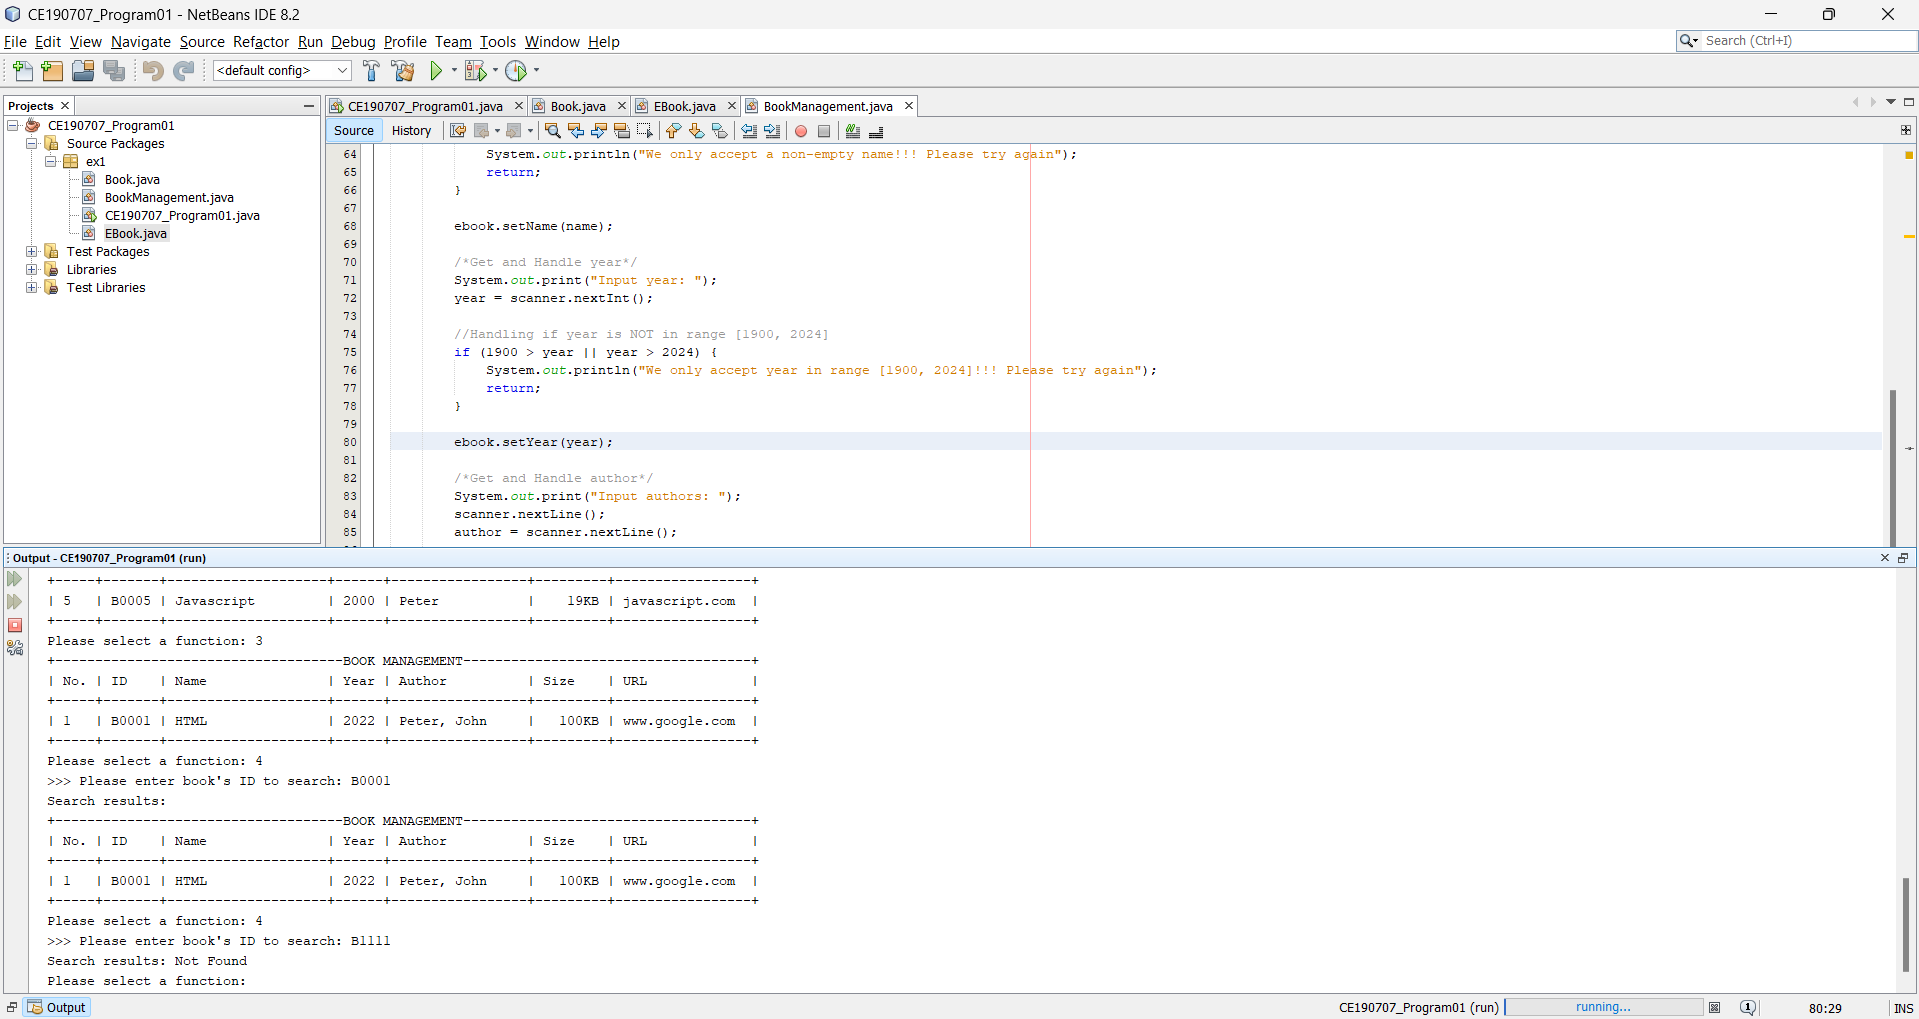 CE190707_Program01 - NetBeans IDE 8.2
File Edit View Navigate Source Refactor Run Debug Profile Team Tools Window Help
Search (Ctrl+I)
<default config>
Projects
CE190707_Program01
Source Packages
ex1
Book.java
BookManagement.java
CE190707_Program01.java
EBook.java
Test Packages
Libraries
Test Libraries
CE190707_Program01.java Book.java EBook.java BookManagement.java
Source History
64 System.out.println("We only accept a non-empty name!!! Please try again");
65 return;
66 }
67
68 ebook.setName(name);
69
70 /*Get and Handle year*/
71 System.out.print("Input year: ");
72 year = scanner.nextInt();
73
74 //Handling if year is NOT in range [1900, 2024]
75 if (1900 > year || year > 2024) {
76 System.out.println("We only accept year in range [1900, 2024]!!! Please try again");
77 return;
78 }
79
80 ebook.setYear(year);
81
82 /*Get and Handle author*/
83 System.out.print("Input authors: ");
84 scanner.nextLine();
85 author = scanner.nextLine();
Output - CE190707_Program01 (run)
+-----+-------+--------------------+------+-----------------+---------+-----------------+
| 5   | B0005 | Javascript         | 2000 | Peter           |    19KB | javascript.com  |
+-----+-------+--------------------+------+-----------------+---------+-----------------+
Please select a function: 3
+------------------------------------BOOK MANAGEMENT------------------------------------+
| No. | ID    | Name               | Year | Author          | Size    | URL             |
+-----+-------+--------------------+------+-----------------+---------+-----------------+
| 1   | B0001 | HTML               | 2022 | Peter, John     |   100KB | www.google.com  |
+-----+-------+--------------------+------+-----------------+---------+-----------------+
Please select a function: 4
>>> Please enter book's ID to search: B0001
Search results:
+------------------------------------BOOK MANAGEMENT------------------------------------+
| No. | ID    | Name               | Year | Author          | Size    | URL             |
+-----+-------+--------------------+------+-----------------+---------+-----------------+
| 1   | B0001 | HTML               | 2022 | Peter, John     |   100KB | www.google.com  |
+-----+-------+--------------------+------+-----------------+---------+-----------------+
Please select a function: 4
>>> Please enter book's ID to search: B1111
Search results: Not Found
Please select a function:
Output
CE190707_Program01 (run) running... 1 80:29 INS